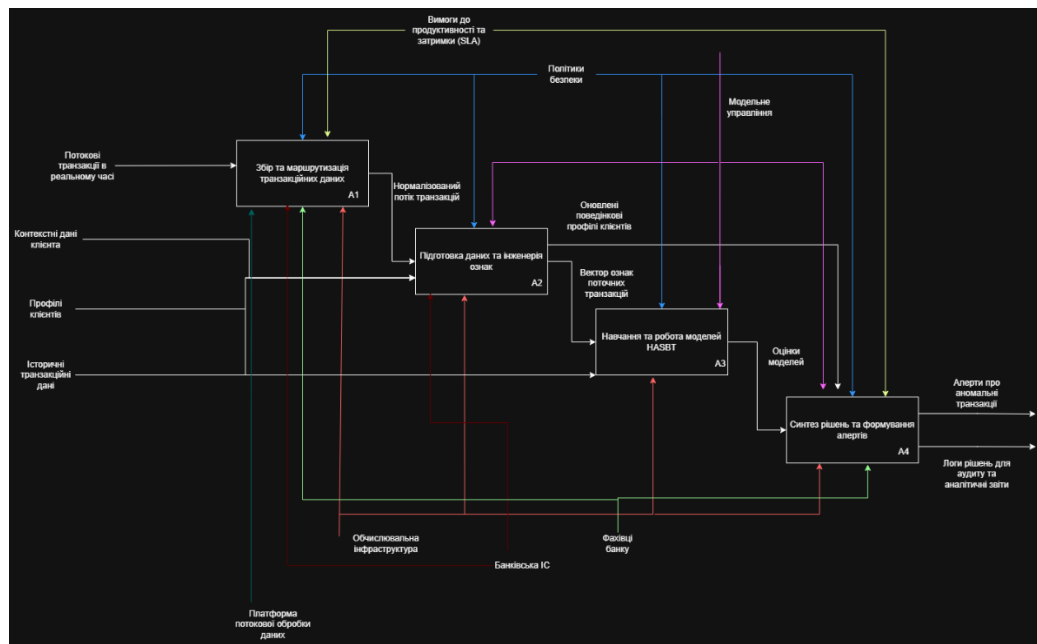 Вимоги до
продуктивності та
затримки (SLA)
Політики
безпеки
Модельне
управління
Потокові
транзакції в
реальному часі
Збір та маршрутизація
транзакційних даних
A1
Нормалізований
потік транзакцій
Контекстні дані
клієнта
Оновлені
поведінкові
профілі клієнтів
Підготовка даних та інженерія
ознак
A2
Профілі
клієнтів
Вектор ознак
поточних
транзакцій
Історичні
транзакційні
дані
Навчання та робота моделей
HASBT
A3
Оцінки
моделей
Синтез рішень та формування
алертів
A4
Алерти про
аномальні
транзакції
Логи рішень для
аудиту та
аналітичні звіти
Обчислювальна
інфраструктура
Фахівці
банку
Банківська ІС
Платформа
потокової обробки
даних